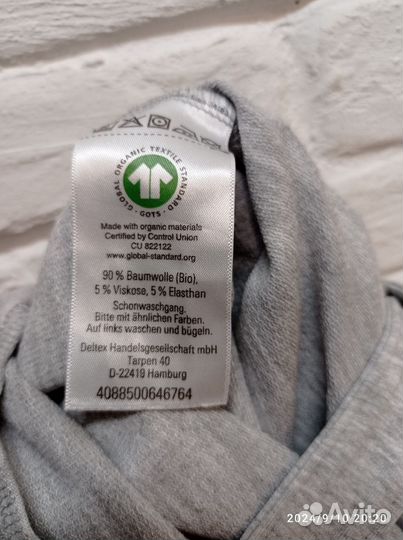 GLOBAL ORGANIC TEXTILE STANDARD
· GOTS ·
Made with organic materials
Certified by Control Union
CU 822122
www.global-standard.org
90 % Baumwolle (Bio),
5 % Viskose, 5 % Elasthan
Schonwaschgang.
Bitte mit ähnlichen Farben.
Auf links waschen und bügeln.
Deltex Handelsgesellschaft mbH
Tarpen 40
D-22419 Hamburg
4088500646764
2024/9/10 20:20
Avito